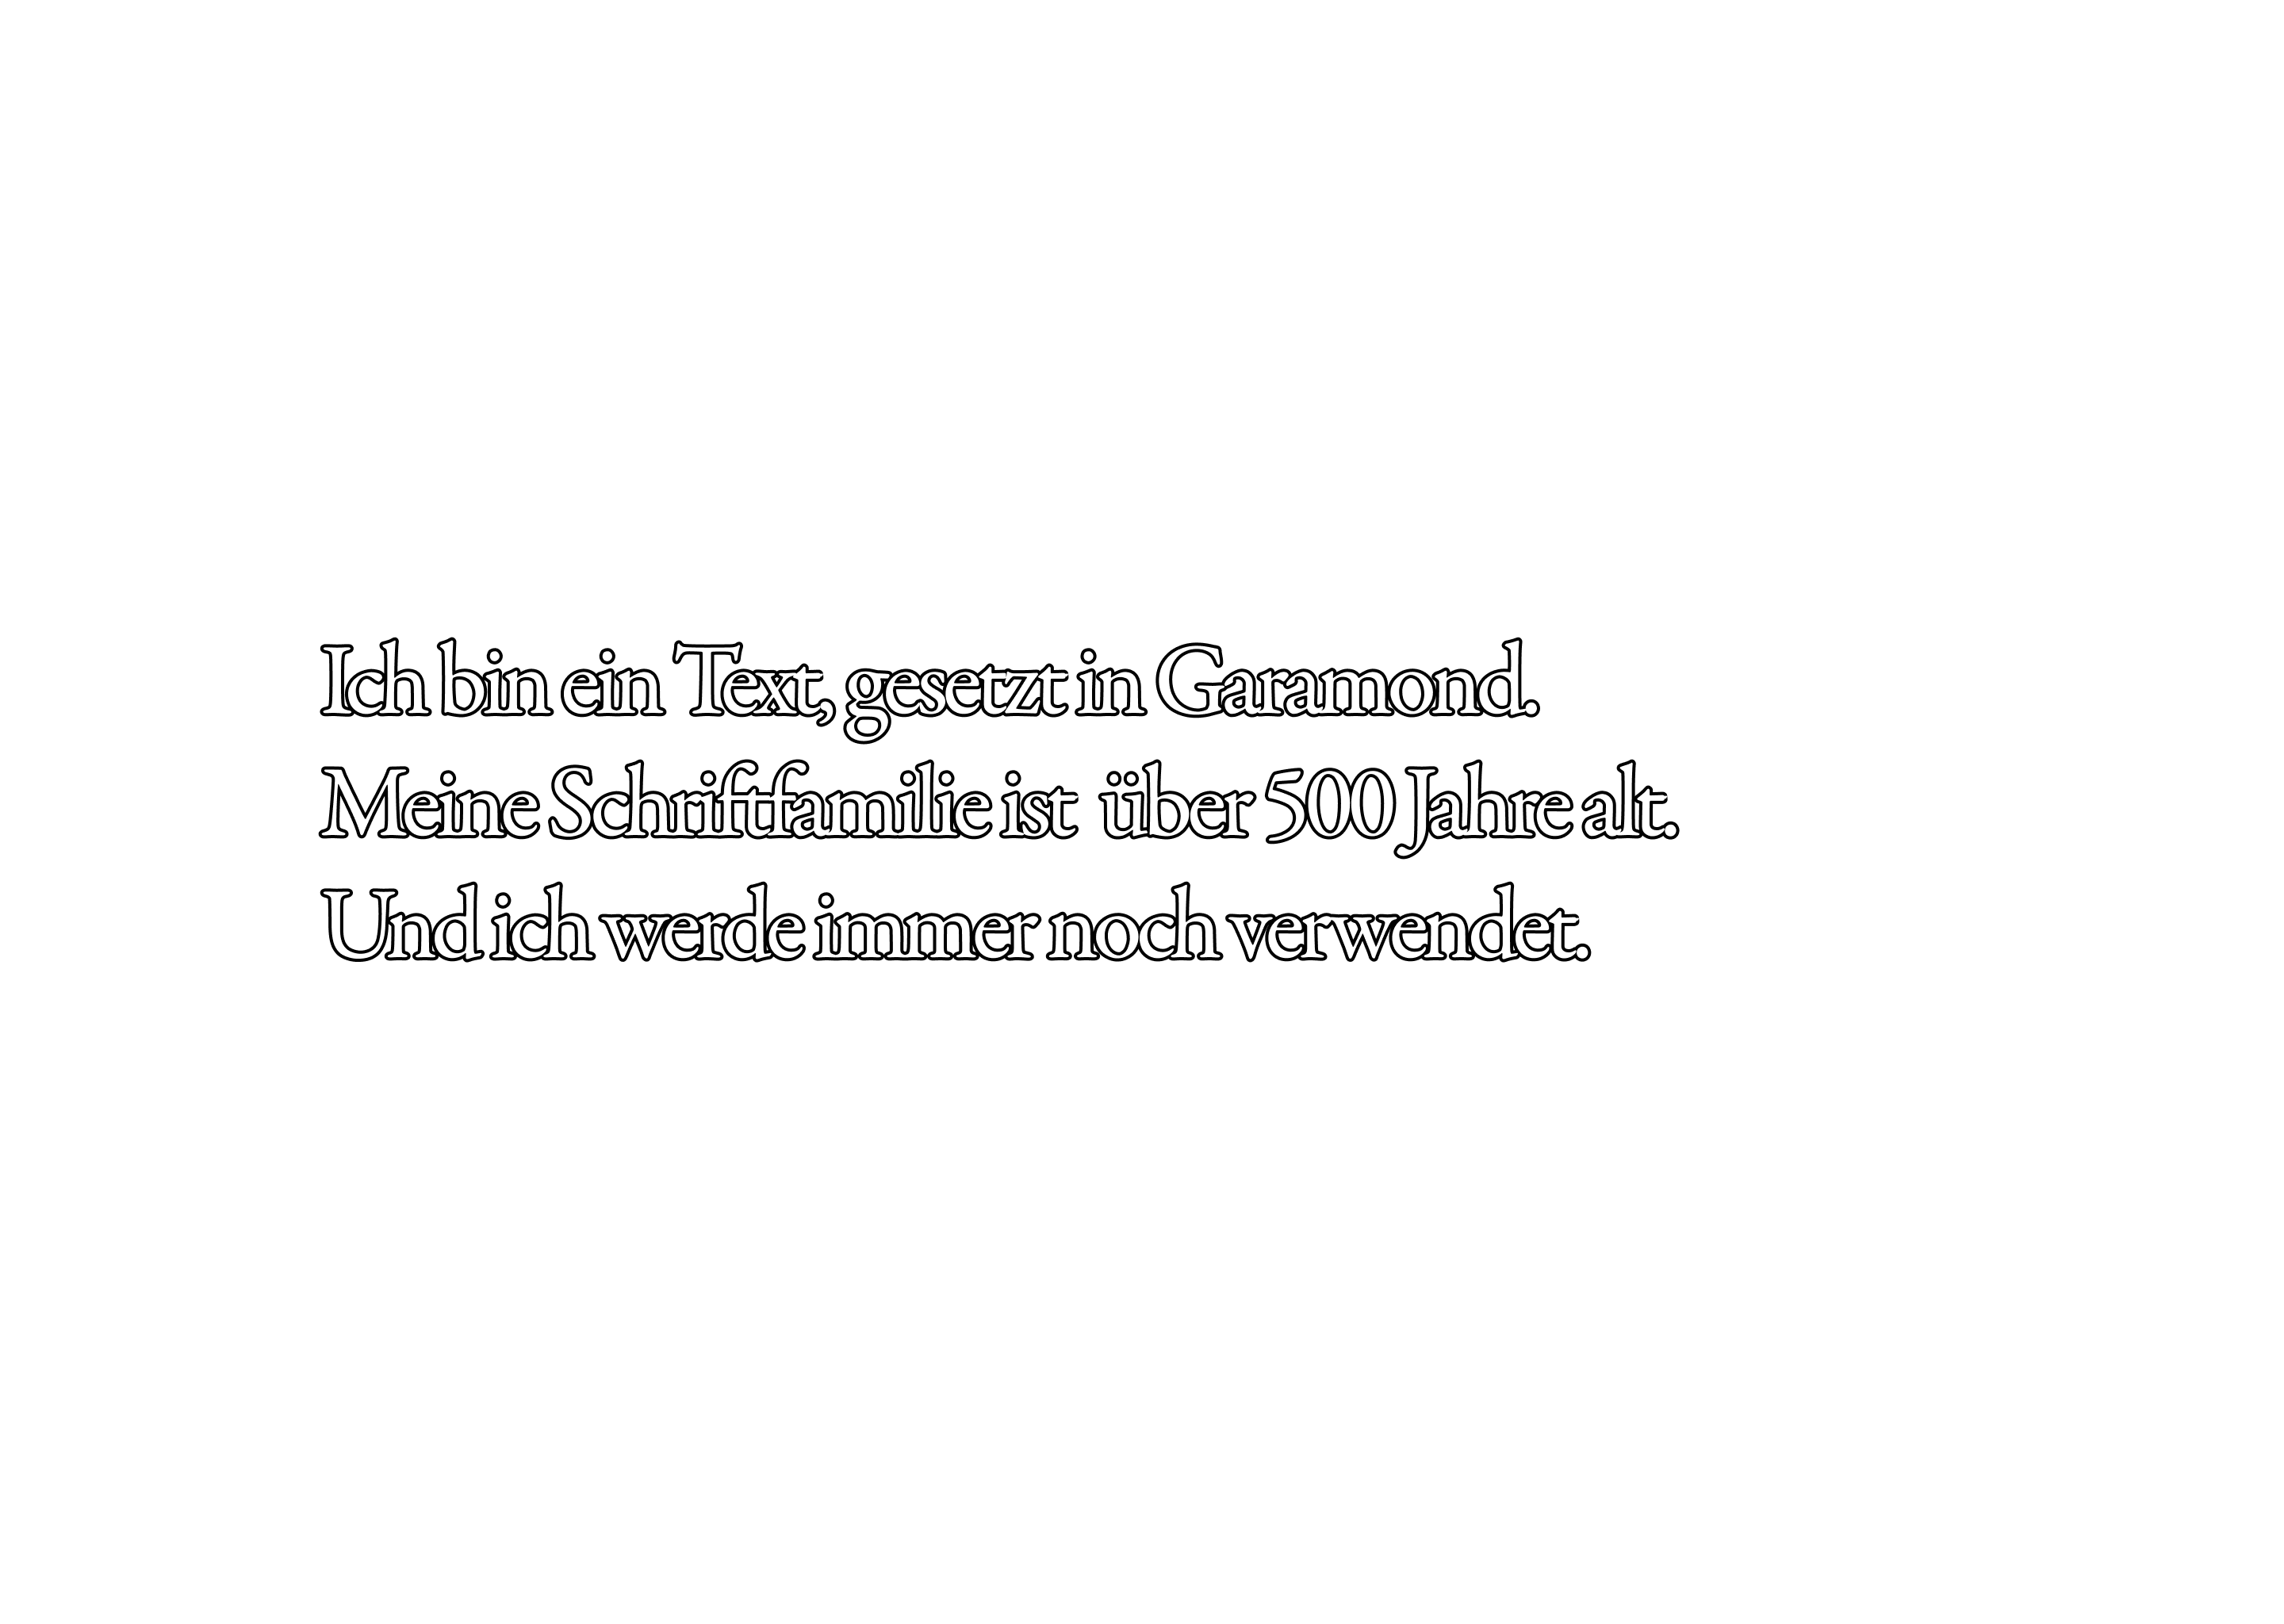 Ich bin ein Text, gesetzt in Garamond.
Meine Schriftfamilie ist über 500 Jahre alt.
Und ich werde immer noch verwendet.